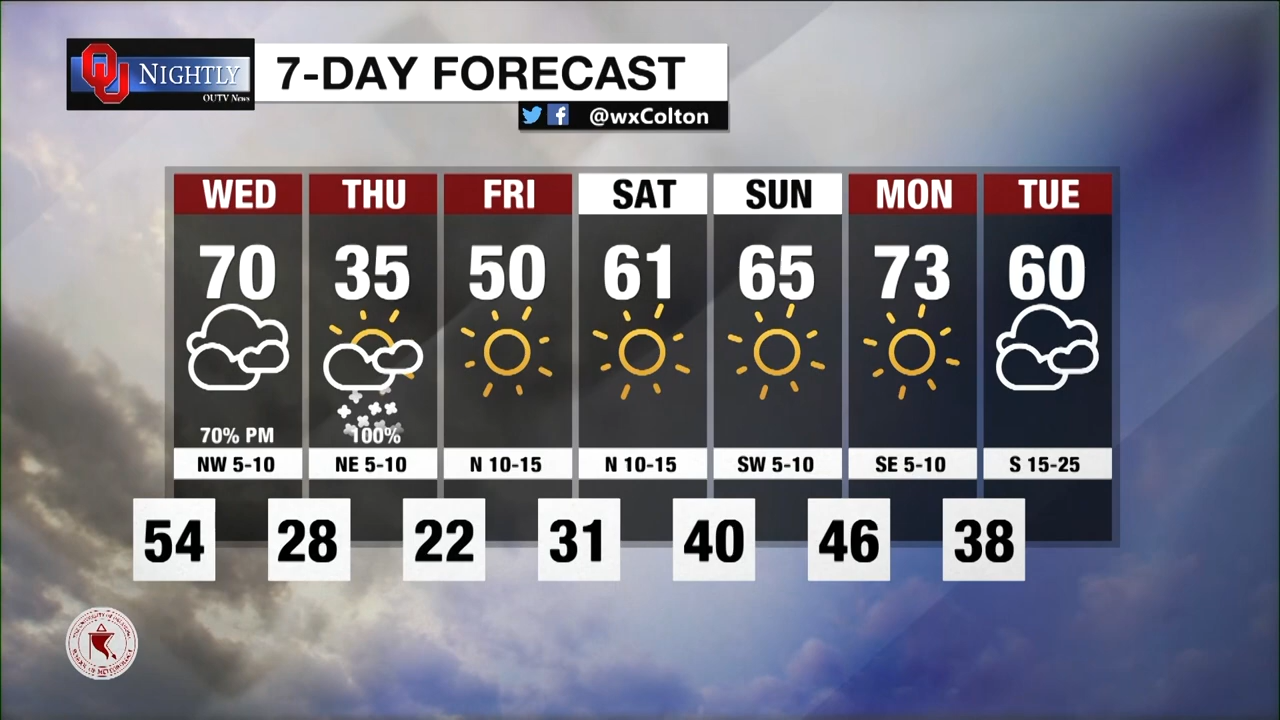 OU NIGHTLY
OUTV News
7-DAY FORECAST
@wxColton
WED THU FRI SAT SUN MON TUE
70 35 50 61 65 73 60
70% PM 100%
NW 5-10 NE 5-10 N 10-15 N 10-15 SW 5-10 SE 5-10 S 15-25
54 28 22 31 40 46 38